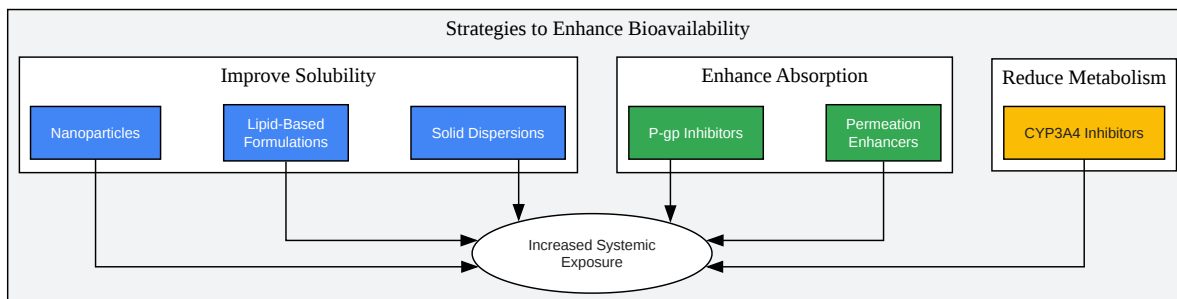 Strategies to Enhance Bioavailability
Improve Solubility
Enhance Absorption
Reduce Metabolism
Nanoparticles
Lipid-Based
Formulations
Solid Dispersions
P-gp Inhibitors
Permeation
Enhancers
CYP3A4 Inhibitors
Increased Systemic
Exposure